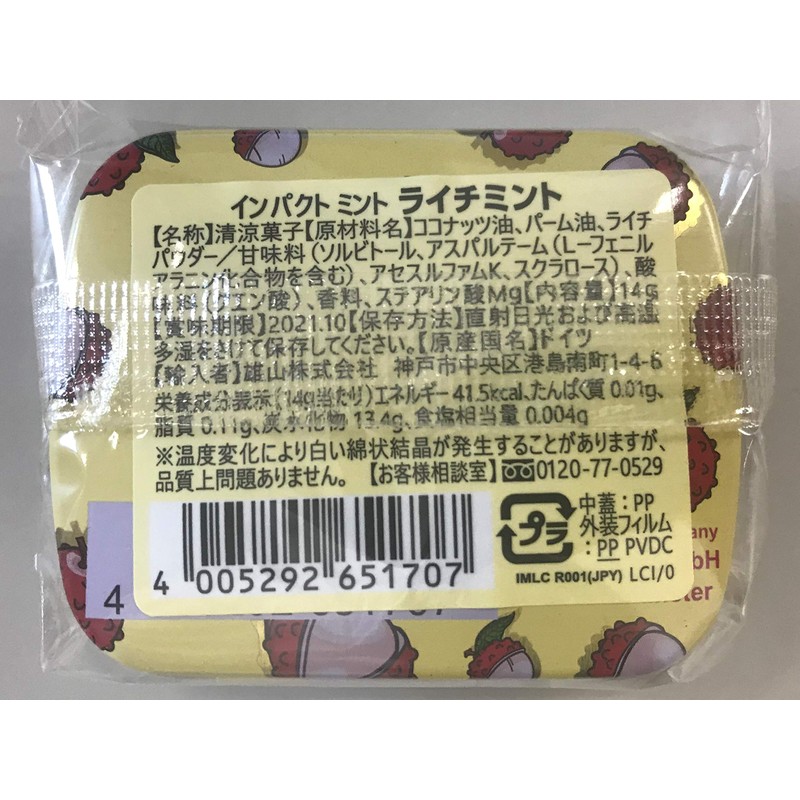 インパクト ミント ライチミント
【名称】清涼菓子【原材料名】ココナッツ油、パーム油、ライチ
パウダー/甘味料(ソルビトール、アスパルテーム(L-フェニル
アラニン化合物を含む)、アセスルファムK、スクラロース)、酸
味料(クエン酸)、香料、ステアリン酸Mg【内容量】14g
【賞味期限】2021.10【保存方法】直射日光および高温
多湿をさけて保存してください。【原産国名】ドイツ
【輸入者】雄山株式会社 神戸市中央区港島南町1-4-6
栄養成分表示(14g当たり)エネルギー 41.5kcal、たんぱく質 0.01g、
脂質 0.11g、炭水化物 13.4g、食塩相当量 0.004g
※温度変化により白い綿状結晶が発生することがありますが、
品質上問題ありません。【お客様相談室】0120-77-0529
プラ
中蓋:PP
外装フィルム
:PP PVDC
4 005292 651707
IMLC R001(JPY) LCI/0
any
bH
ter
4